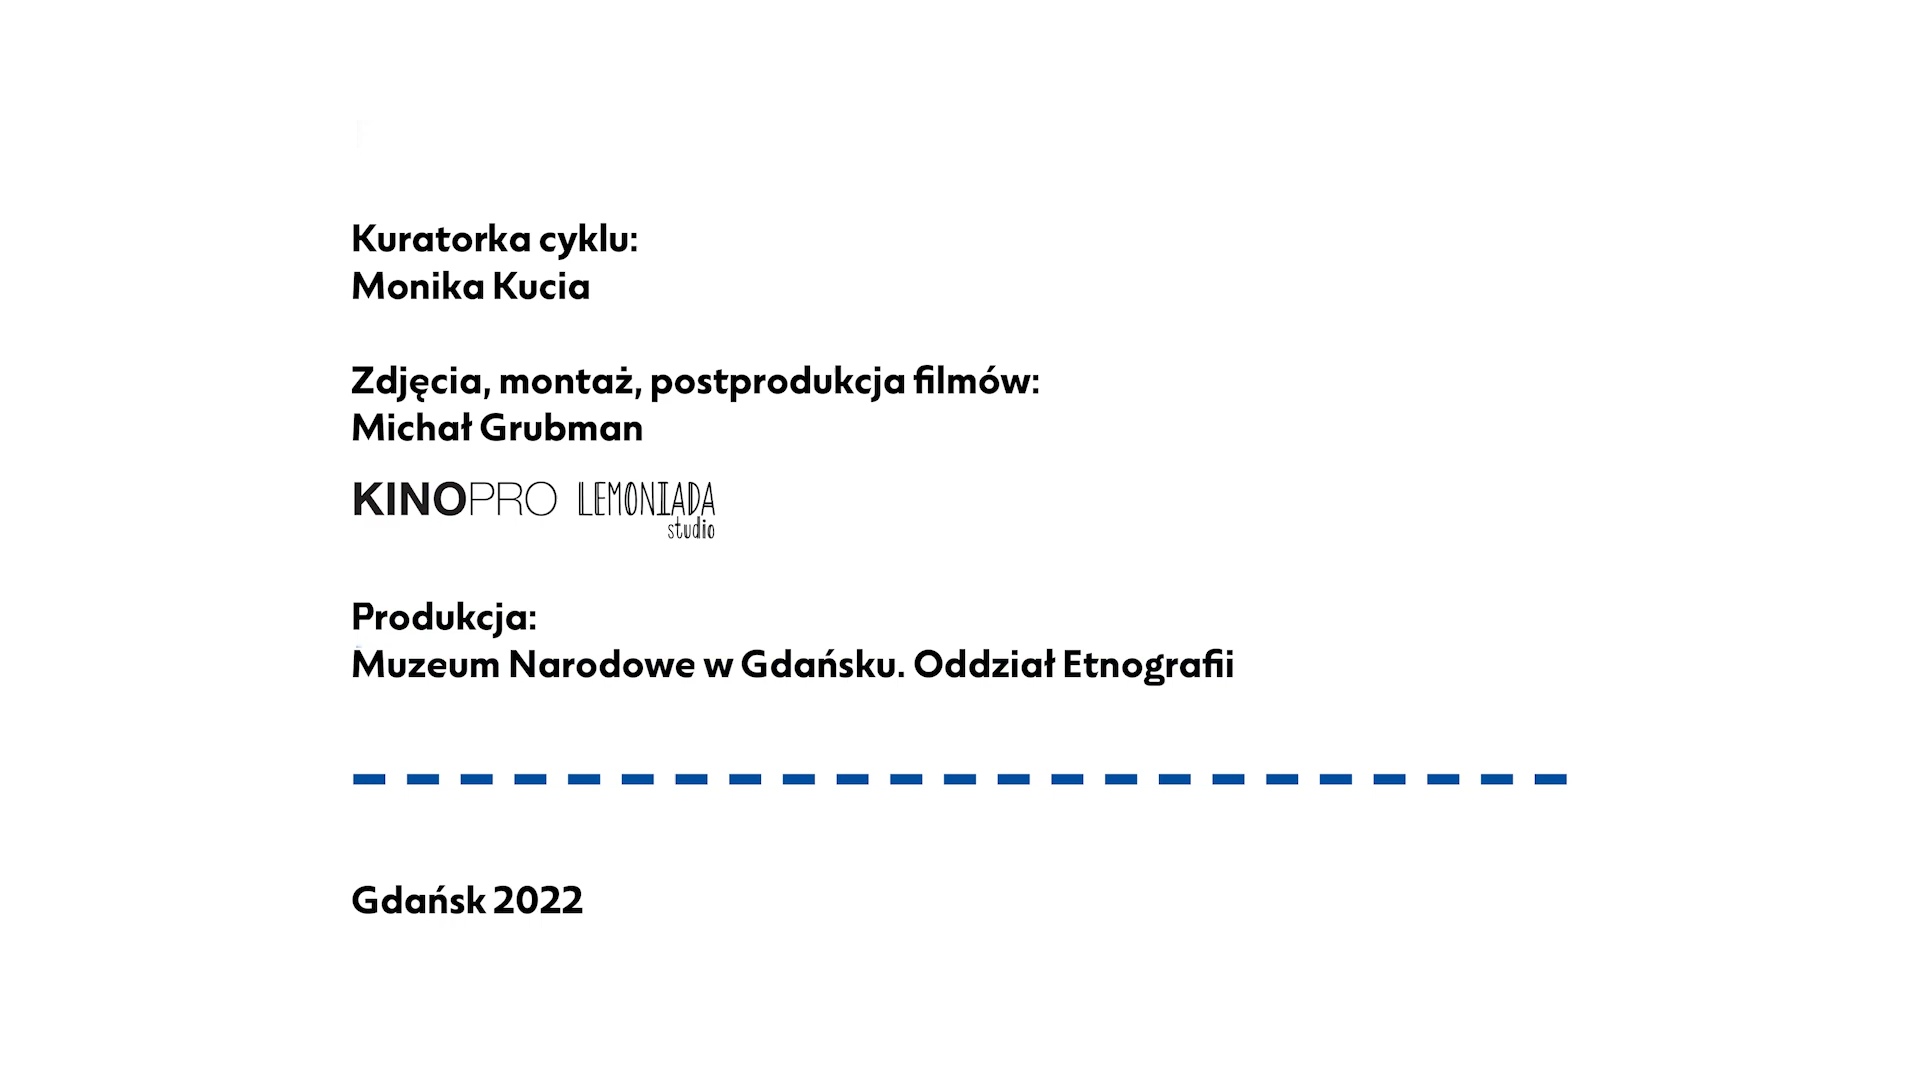 Kuratorka cyklu:
Monika Kucia
Zdjęcia, montaż, postprodukcja filmów:
Michał Grubman
KINOPRO LEMONIADA
studio
Produkcja:
Muzeum Narodowe w Gdańsku. Oddział Etnografii
Gdańsk 2022